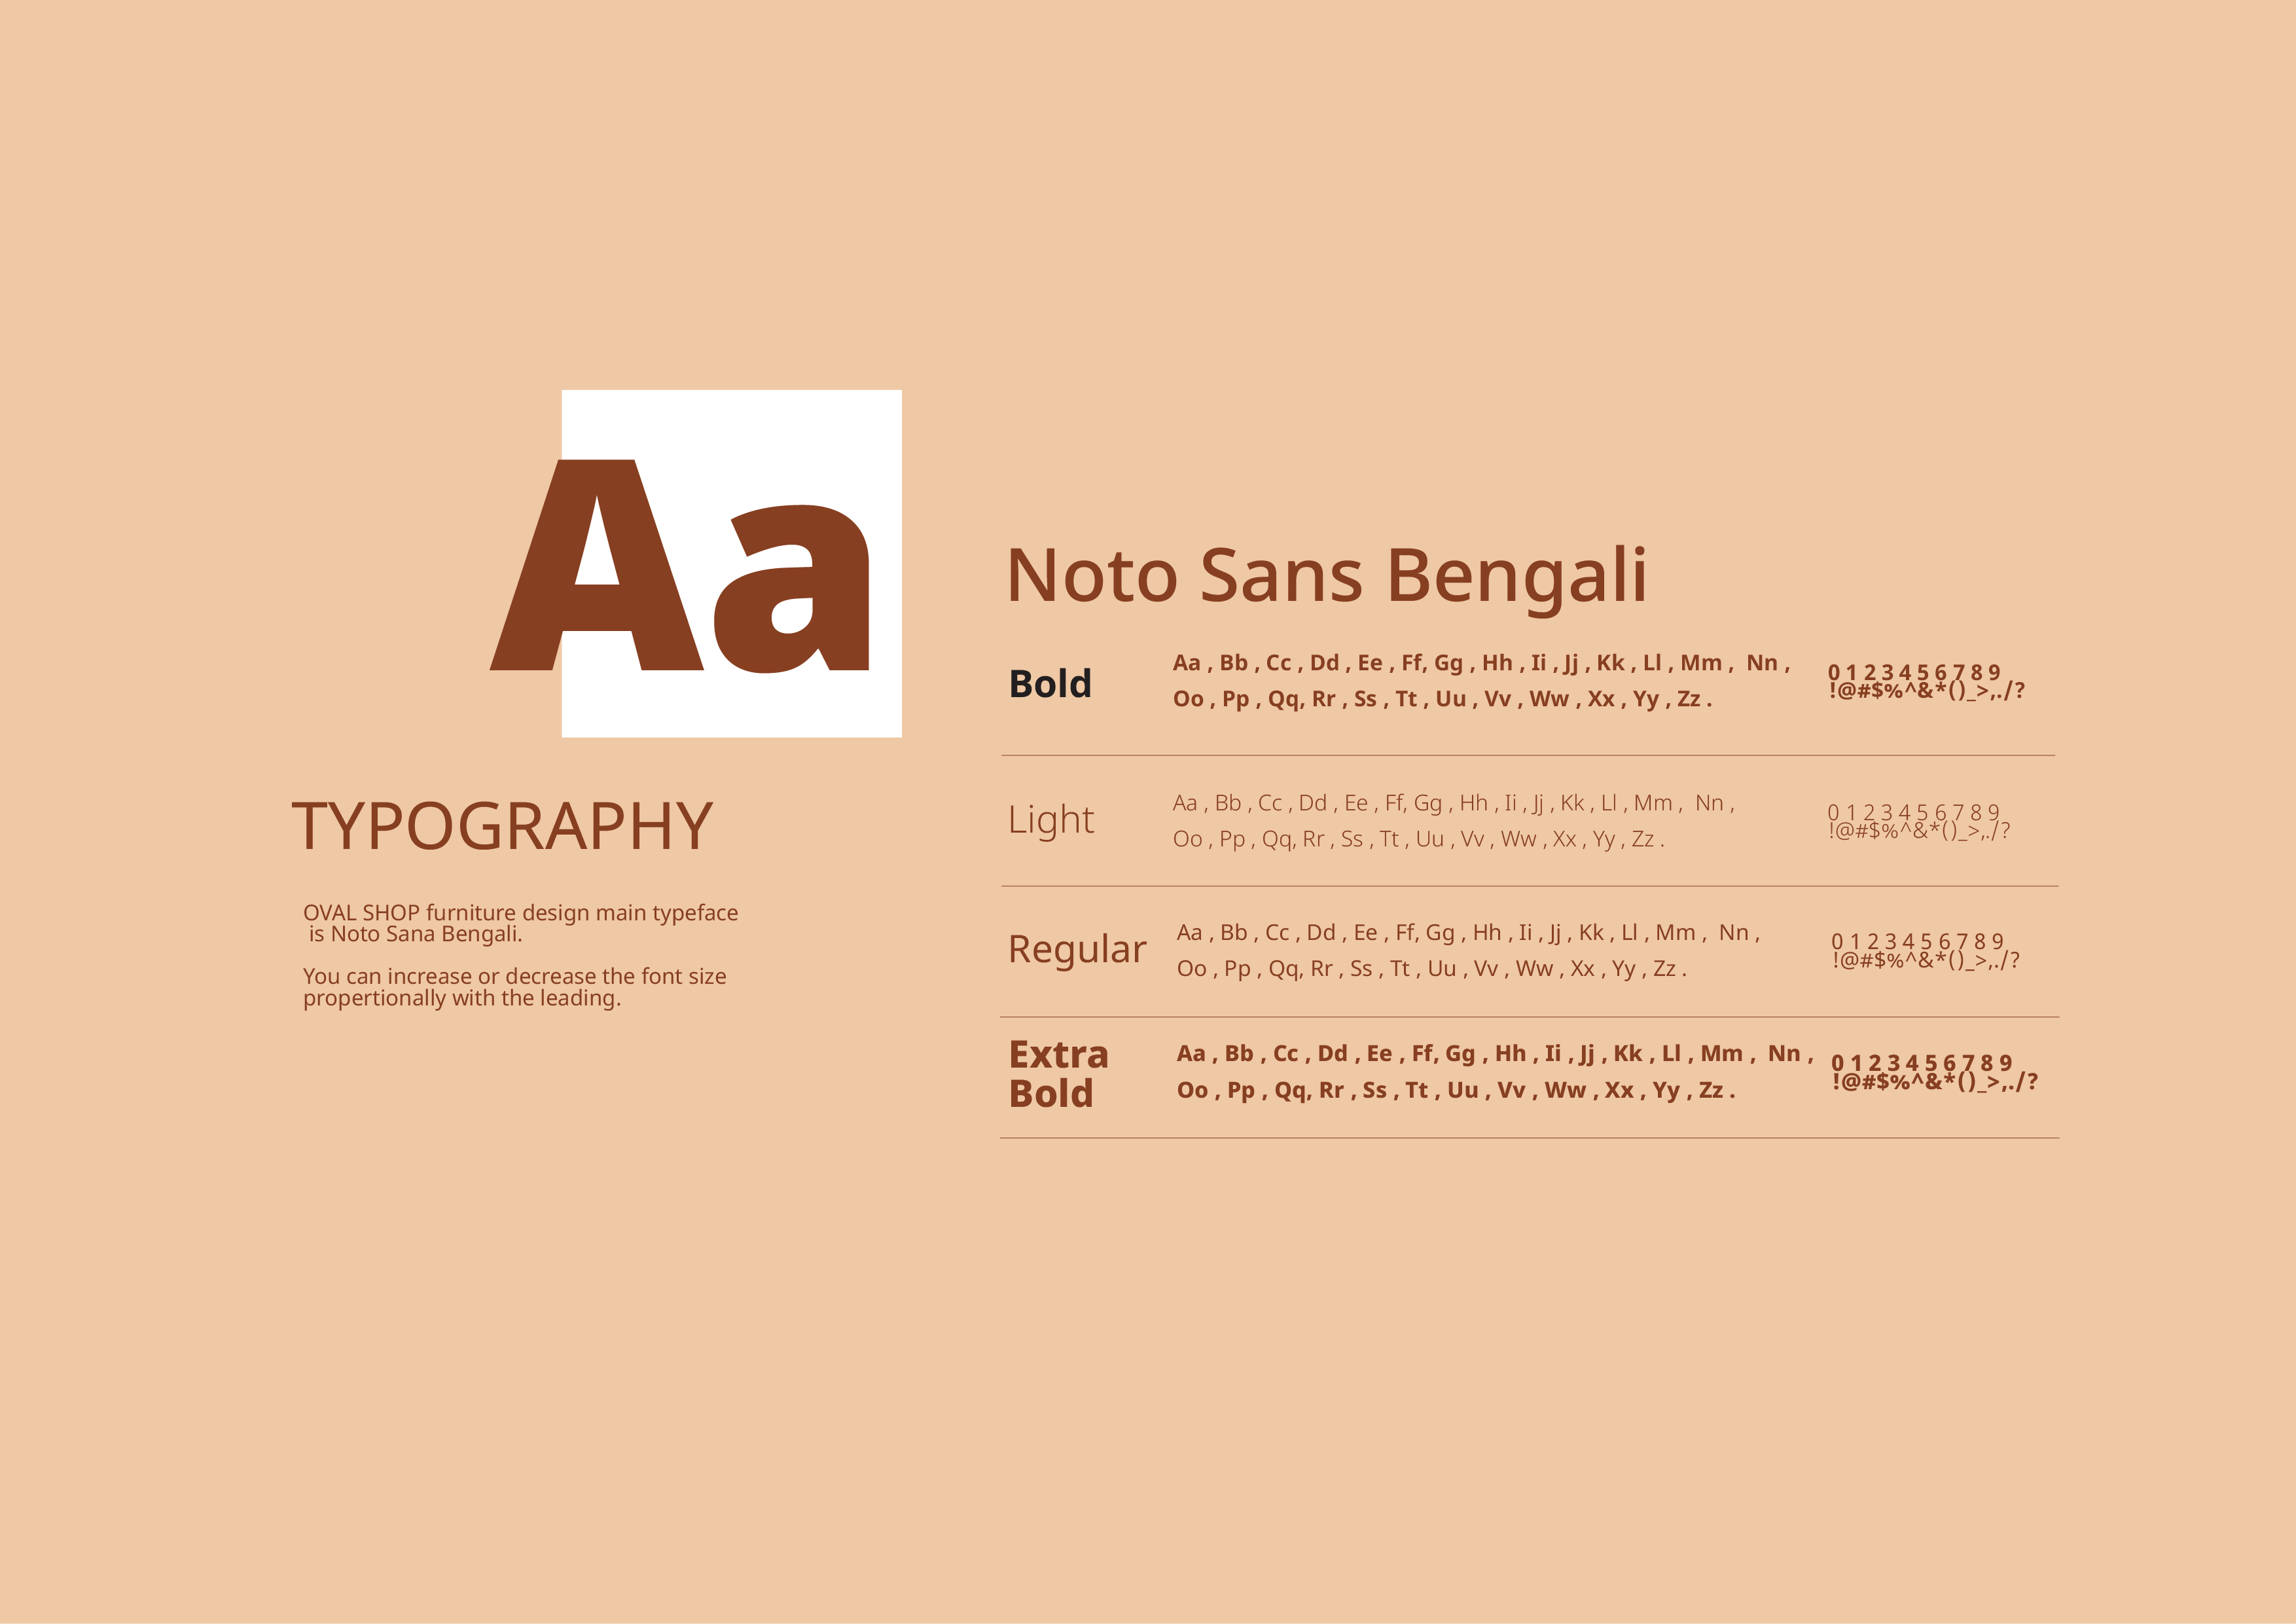 Aa
TYPOGRAPHY
OVAL SHOP furniture design main typeface
is Noto Sana Bengali.
You can increase or decrease the font size
propertionally with the leading.
Noto Sans Bengali
Bold
Aa , Bb , Cc , Dd , Ee , Ff, Gg , Hh , Ii , Jj , Kk , Ll , Mm , Nn ,
Oo , Pp , Qq, Rr , Ss , Tt , Uu , Vv , Ww , Xx , Yy , Zz .
0 1 2 3 4 5 6 7 8 9
!@#$%^&*()_>,./?
Light
Aa , Bb , Cc , Dd , Ee , Ff, Gg , Hh , Ii , Jj , Kk , Ll , Mm , Nn ,
Oo , Pp , Qq, Rr , Ss , Tt , Uu , Vv , Ww , Xx , Yy , Zz .
0 1 2 3 4 5 6 7 8 9
!@#$%^&*()_>,./?
Regular
Aa , Bb , Cc , Dd , Ee , Ff, Gg , Hh , Ii , Jj , Kk , Ll , Mm , Nn ,
Oo , Pp , Qq, Rr , Ss , Tt , Uu , Vv , Ww , Xx , Yy , Zz .
0 1 2 3 4 5 6 7 8 9
!@#$%^&*()_>,./?
Extra
Bold
Aa , Bb , Cc , Dd , Ee , Ff, Gg , Hh , Ii , Jj , Kk , Ll , Mm , Nn ,
Oo , Pp , Qq, Rr , Ss , Tt , Uu , Vv , Ww , Xx , Yy , Zz .
0 1 2 3 4 5 6 7 8 9
!@#$%^&*()_>,./?